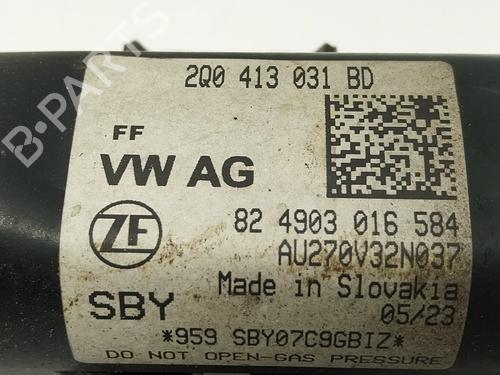 2Q0 413 031 BD
FF
VW AG
ZF
82 4903 016 584
AU270V32N037
Made in Slovakia
SBY
05/23
*959 SBY07C9GBIZ*
DO NOT OPEN-GAS PRESSURE